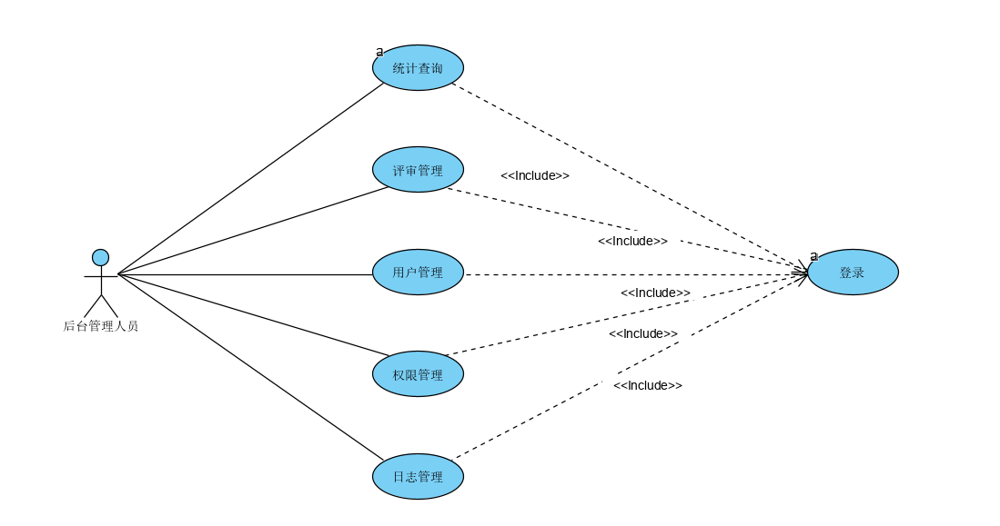 a
统计查询
评审管理
<<Include>>
<<Include>>
a
用户管理
登录
<<Include>>
后台管理人员
<<Include>>
权限管理
<<Include>>
日志管理